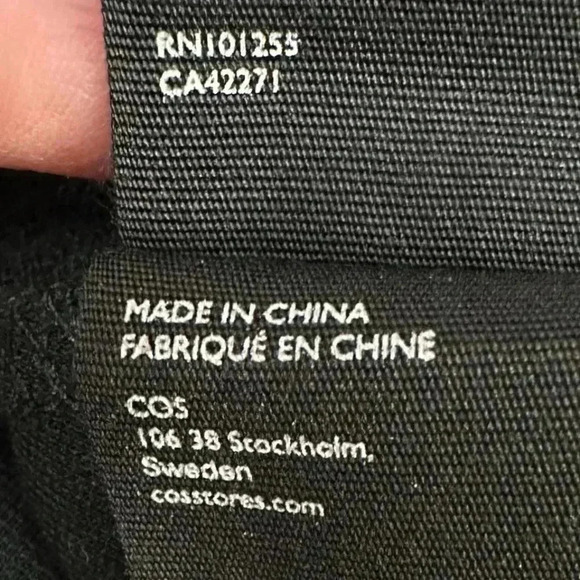 RN101255
CA42271
MADE IN CHINA
FABRIQUÉ EN CHINE
COS
106 38 Stockholm,
Sweden
cosstores.com